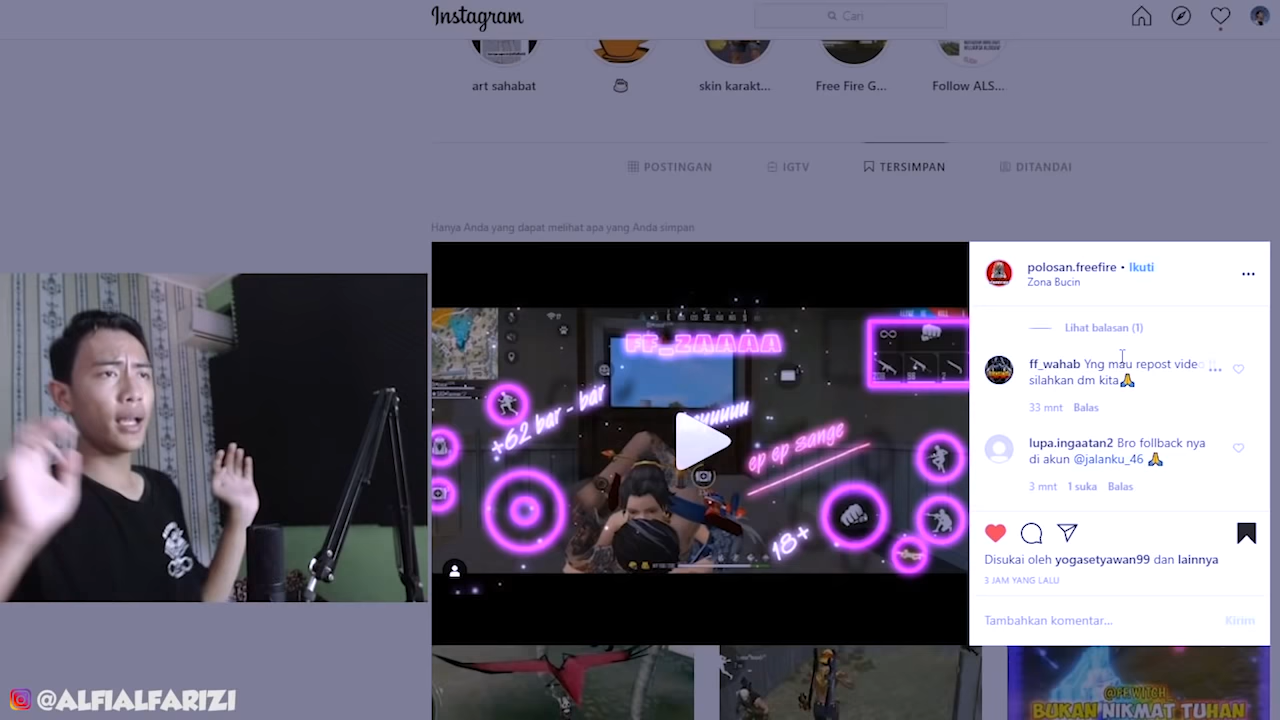 Instagram
Cari
art sahabat
skin karakt...
Free Fire G...
Follow ALS...
POSTINGAN
IGTV
TERSIMPAN
DITANDAI
Hanya Anda yang dapat melihat apa yang Anda simpan
polosan.freefire • Ikuti
Zona Bucin
Lihat balasan (1)
ff_wahab Yng mau repost video
silahkan dm kita🙏
33 mnt Balas
lupa.ingaatan2 Bro follback nya
di akun @jalanku_46 🙏
3 mnt 1 suka Balas
Disukai oleh yogasetyawan99 dan lainnya
3 JAM YANG LALU
Tambahkan komentar...
Kirim
FF_ZAAAA
+62 bar - bar
ep ep sange
18+
@FF.WITCH
BUKAN NIKMAT TUHAN
@ALFIALFARIZI